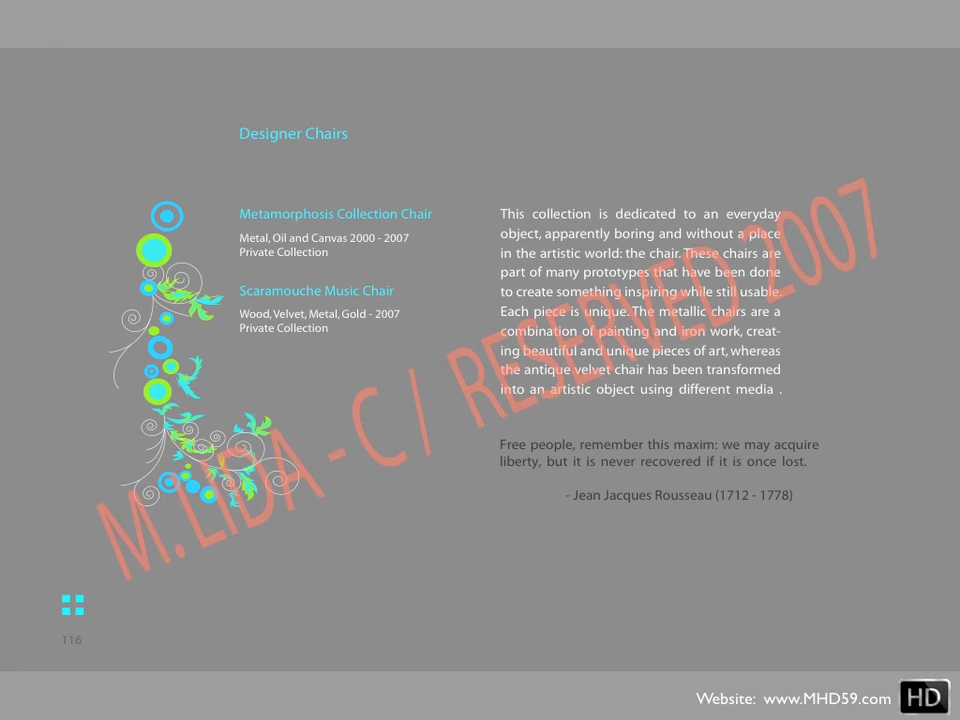 Designer Chairs
Metamorphosis Collection Chair
Metal, Oil and Canvas 2000 - 2007
Private Collection
Scaramouche Music Chair
Wood, Velvet, Metal, Gold - 2007
Private Collection
This collection is dedicated to an everyday
object, apparently boring and without a place
in the artistic world: the chair. These chairs are
part of many prototypes that have been done
to create something inspiring while still usable.
Each piece is unique. The metallic chairs are a
combination of painting and iron work, creat-
ing beautiful and unique pieces of art, whereas
the antique velvet chair has been transformed
into an artistic object using different media .
Free people, remember this maxim: we may acquire
liberty, but it is never recovered if it is once lost.
- Jean Jacques Rousseau (1712 - 1778)
M.LIDA - C / RESERVED 2007
116
Website: www.MHD59.com
HD